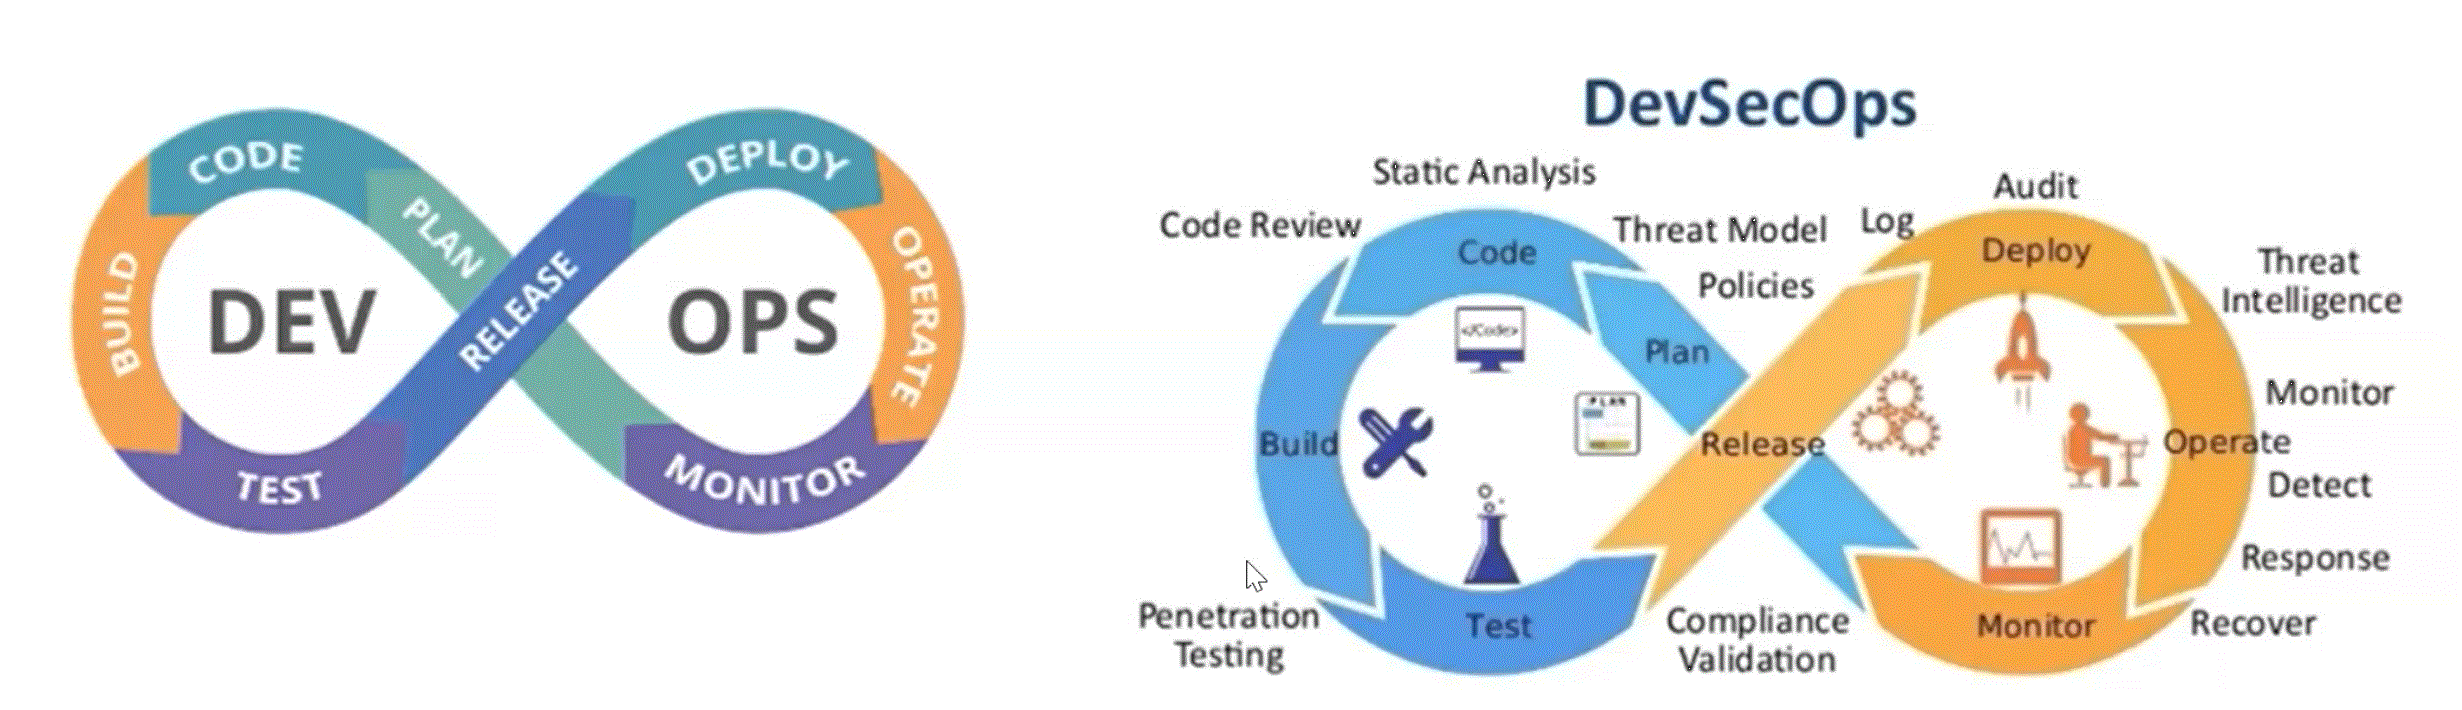 CODE
PLAN
BUILD
DEV
TEST
RELEASE
DEPLOY
OPS
OPERATE
MONITOR
DevSecOps
Static Analysis
Code Review
Threat Model
Policies
Log
Audit
Threat
Intelligence
Code
Deploy
</Code>
Plan
PLAN
Build
Release
Monitor
Operate
Detect
Response
Recover
Penetration
Testing
Test
Compliance
Validation
Monitor